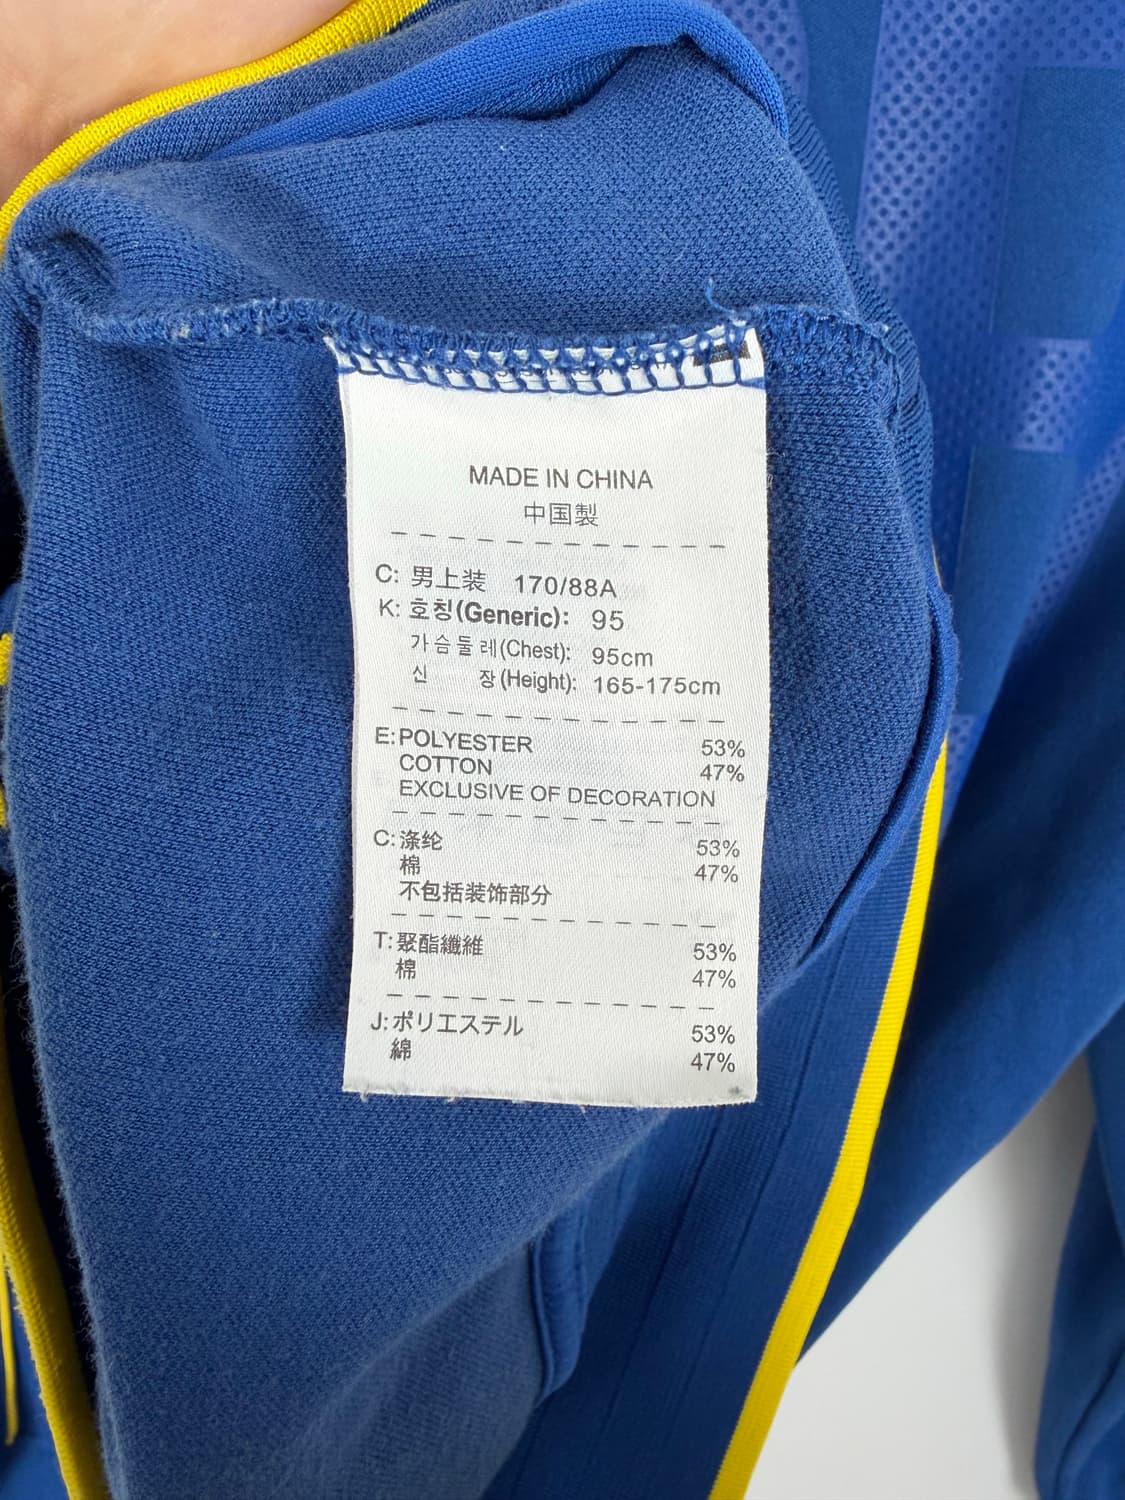 MADE IN CHINA
中国製
C: 男上装 170/88A
K: 호칭(Generic): 95
가슴둘레(Chest): 95cm
신 장(Height): 165-175cm
E: POLYESTER 53%
COTTON 47%
EXCLUSIVE OF DECORATION
C: 涤纶 53%
棉 47%
不包括装饰部分
T: 聚酯纖維 53%
棉 47%
J: ポリエステル 53%
綿 47%